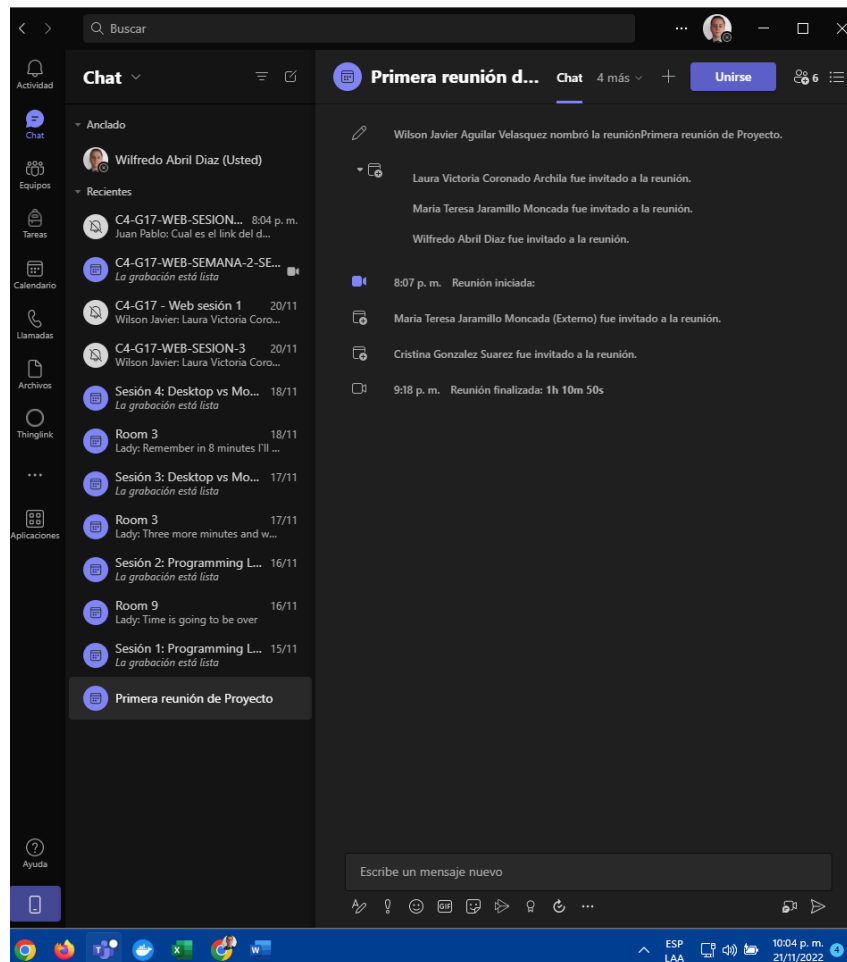 Buscar
Actividad
Chat
Equipos
Tareas
Calendario
Llamadas
Archivos
Thinglink
Aplicaciones
Ayuda
Chat
Anclado
Wilfredo Abril Diaz (Usted)
Recientes
C4-G17-WEB-SESION... 8:04 p. m.
Juan Pablo: Cual es el link del d...
C4-G17-WEB-SEMANA-2-SE...
La grabación está lista
C4-G17 - Web sesión 1 20/11
Wilson Javier: Laura Victoria Coro...
C4-G17-WEB-SESION-3 20/11
Wilson Javier: Laura Victoria Coro...
Sesión 4: Desktop vs Mo... 18/11
La grabación está lista
Room 3 18/11
Lady: Remember in 8 minutes I`ll ...
Sesión 3: Desktop vs Mo... 17/11
La grabación está lista
Room 3 17/11
Lady: Three more minutes and w...
Sesión 2: Programming L... 16/11
La grabación está lista
Room 9 16/11
Lady: Time is going to be over
Sesión 1: Programming L... 15/11
La grabación está lista
Primera reunión de Proyecto
Primera reunión d... Chat 4 más Unirse 6
Wilson Javier Aguilar Velasquez nombró la reuniónPrimera reunión de Proyecto.
Laura Victoria Coronado Archila fue invitado a la reunión.
Maria Teresa Jaramillo Moncada fue invitado a la reunión.
Wilfredo Abril Diaz fue invitado a la reunión.
8:07 p. m. Reunión iniciada:
Maria Teresa Jaramillo Moncada (Externo) fue invitado a la reunión.
Cristina Gonzalez Suarez fue invitado a la reunión.
9:18 p. m. Reunión finalizada: 1h 10m 50s
Escribe un mensaje nuevo
GIF
ESP
LAA
10:04 p. m.
21/11/2022
4